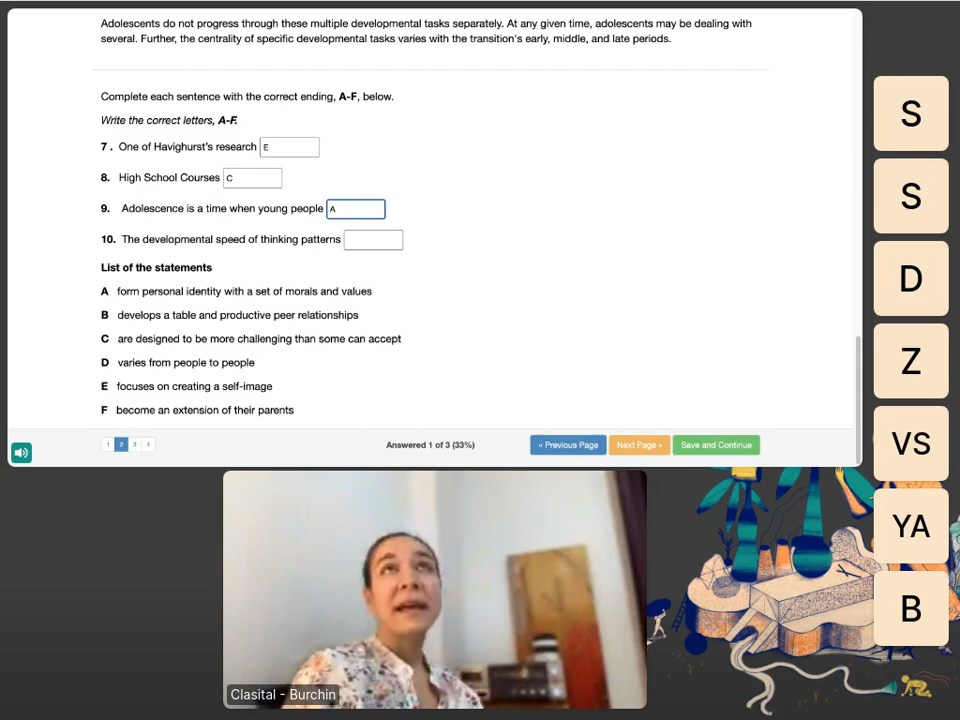 Adolescents do not progress through these multiple developmental tasks separately. At any given time, adolescents may be dealing with
several. Further, the centrality of specific developmental tasks varies with the transition's early, middle, and late periods.
Complete each sentence with the correct ending, A-F, below.
Write the correct letters, A-F.
7 . One of Havighurst's research E
8. High School Courses C
9. Adolescence is a time when young people A
10. The developmental speed of thinking patterns
List of the statements
A form personal identity with a set of morals and values
B develops a table and productive peer relationships
C are designed to be more challenging than some can accept
D varies from people to people
E focuses on creating a self-image
F become an extension of their parents
1 2 3 4 Answered 1 of 3 (33%) « Previous Page Next Page » Save and Continue
S
S
D
Z
VS
YA
B
Clasital - Burchin